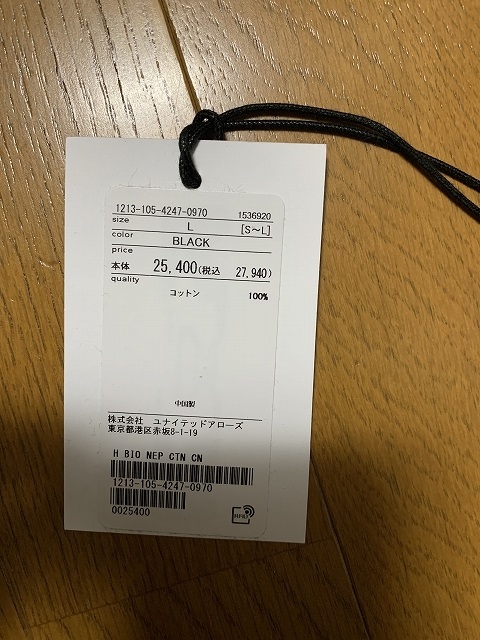 1213-105-4247-0970 1536920
size L [S~L]
color BLACK
price
本体 25,400(税込 27,940)
quality
コットン 100%
中国製
株式会社 ユナイテッドアローズ
東京都港区赤坂8-1-19
H BIO NEP CTN CN
1213-105-4247-0970
0025400
RFID